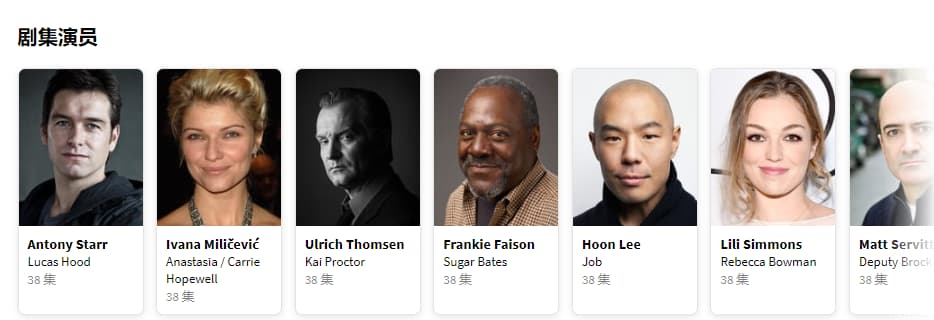 剧集演员
Antony Starr
Lucas Hood
38 集
Ivana Miličević
Anastasia / Carrie
Hopewell
38 集
Ulrich Thomsen
Kai Proctor
38 集
Frankie Faison
Sugar Bates
38 集
Hoon Lee
Job
38 集
Lili Simmons
Rebecca Bowman
38 集
Matt Servitt
Deputy Brock
38 集